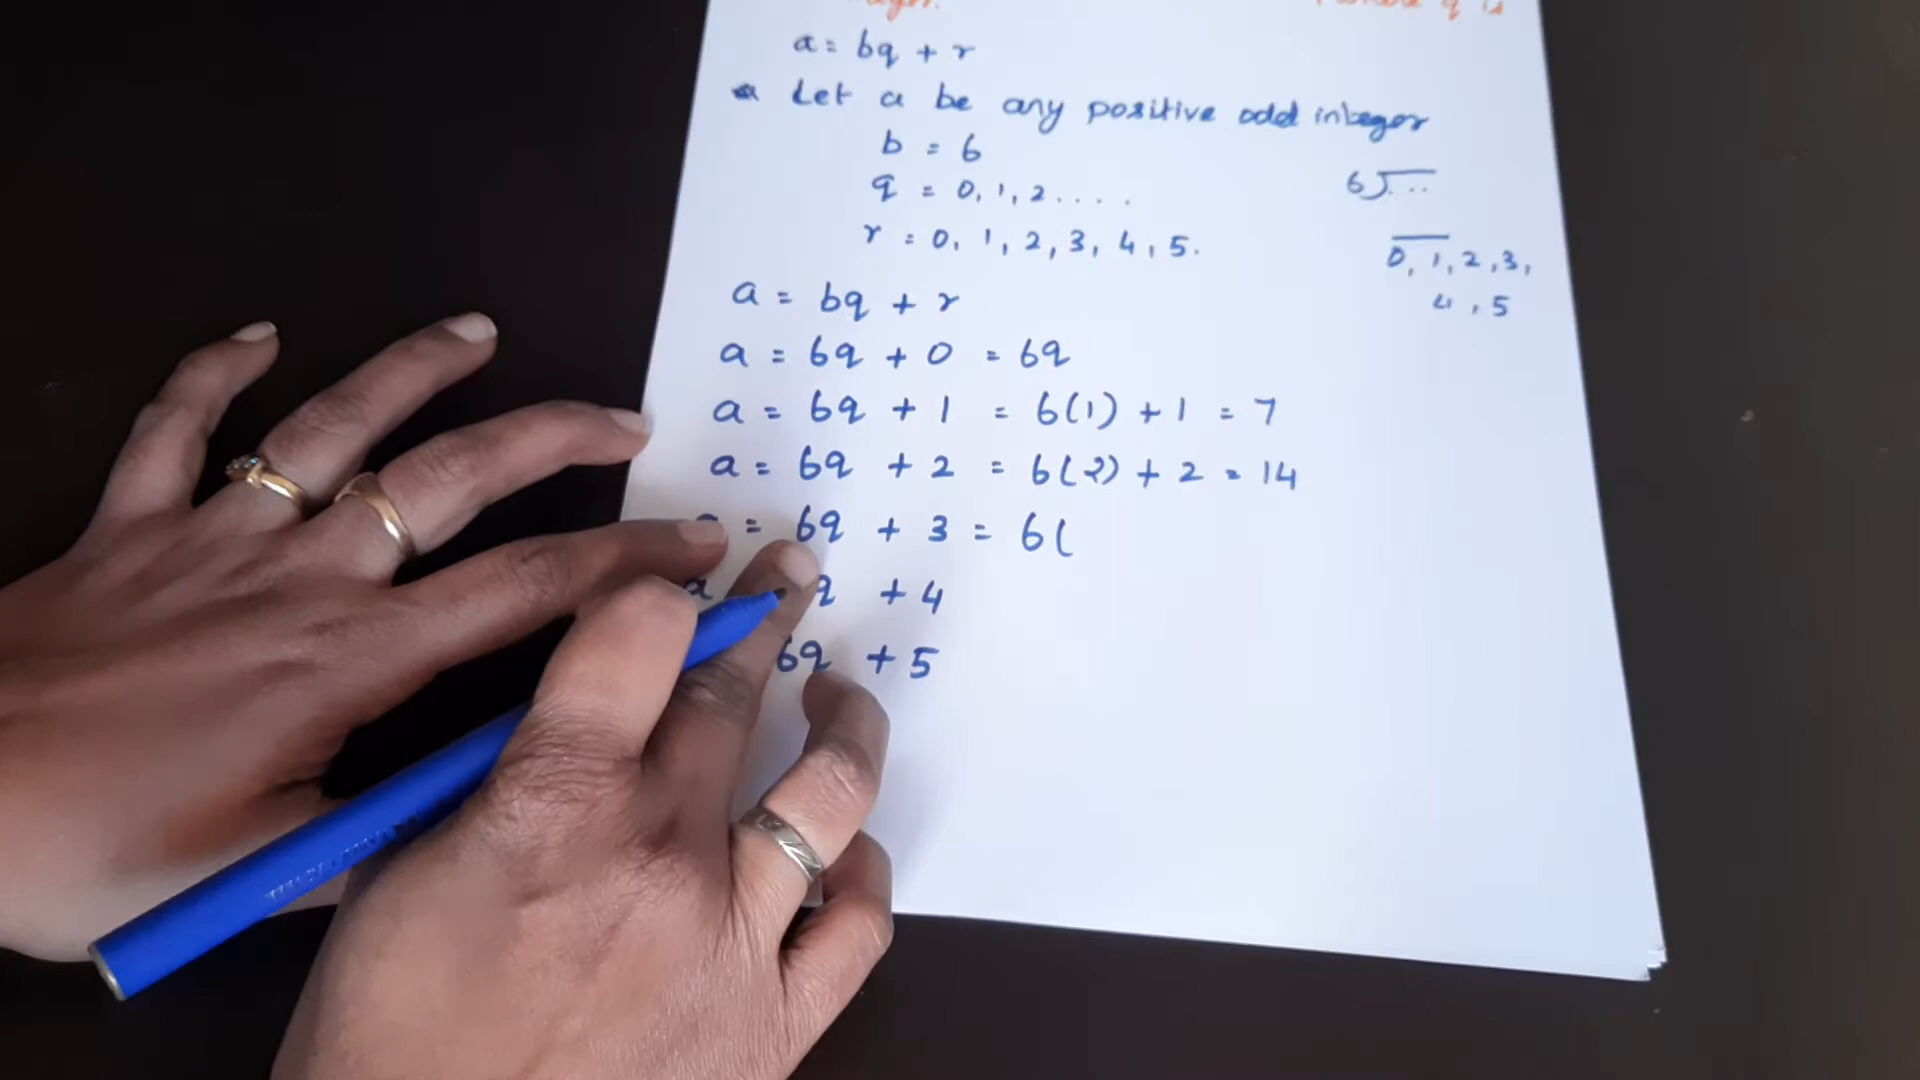 q is
a = bq + r
Let a be any positive odd integer
b = 6
q = 0, 1, 2 . . . .
r = 0, 1, 2, 3, 4, 5.
6 . . .
0, 1, 2, 3,
4, 5
a = bq + r
a = 6q + 0 = 6q
a = 6q + 1 = 6(1) + 1 = 7
a = 6q + 2 = 6(2) + 2 = 14
= 6q + 3 = 6(
a q + 4
6q + 5